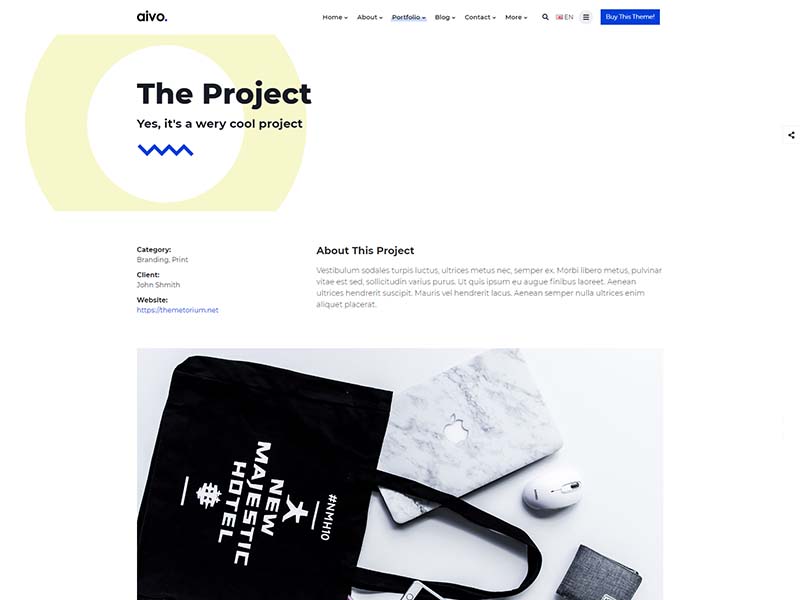 aivo.
Home
About
Portfolio
Blog
Contact
More
EN
Buy This Theme!
The Project
Yes, it's a wery cool project
Category:
Branding, Print
Client:
John Shmith
Website:
https://themetorium.net
About This Project
Vestibulum sodales turpis luctus, ultrices metus nec, semper ex. Morbi libero metus, pulvinar
vitae est sed, sollicitudin varius purus. Ut quis ipsum eu augue finibus laoreet. Aenean
ultrices hendrerit suscipit. Mauris vel hendrerit lacus. Aenean semper nulla ultrices enim
aliquet placerat.
NEW
MAJESTIC
HOTEL
#NMH10